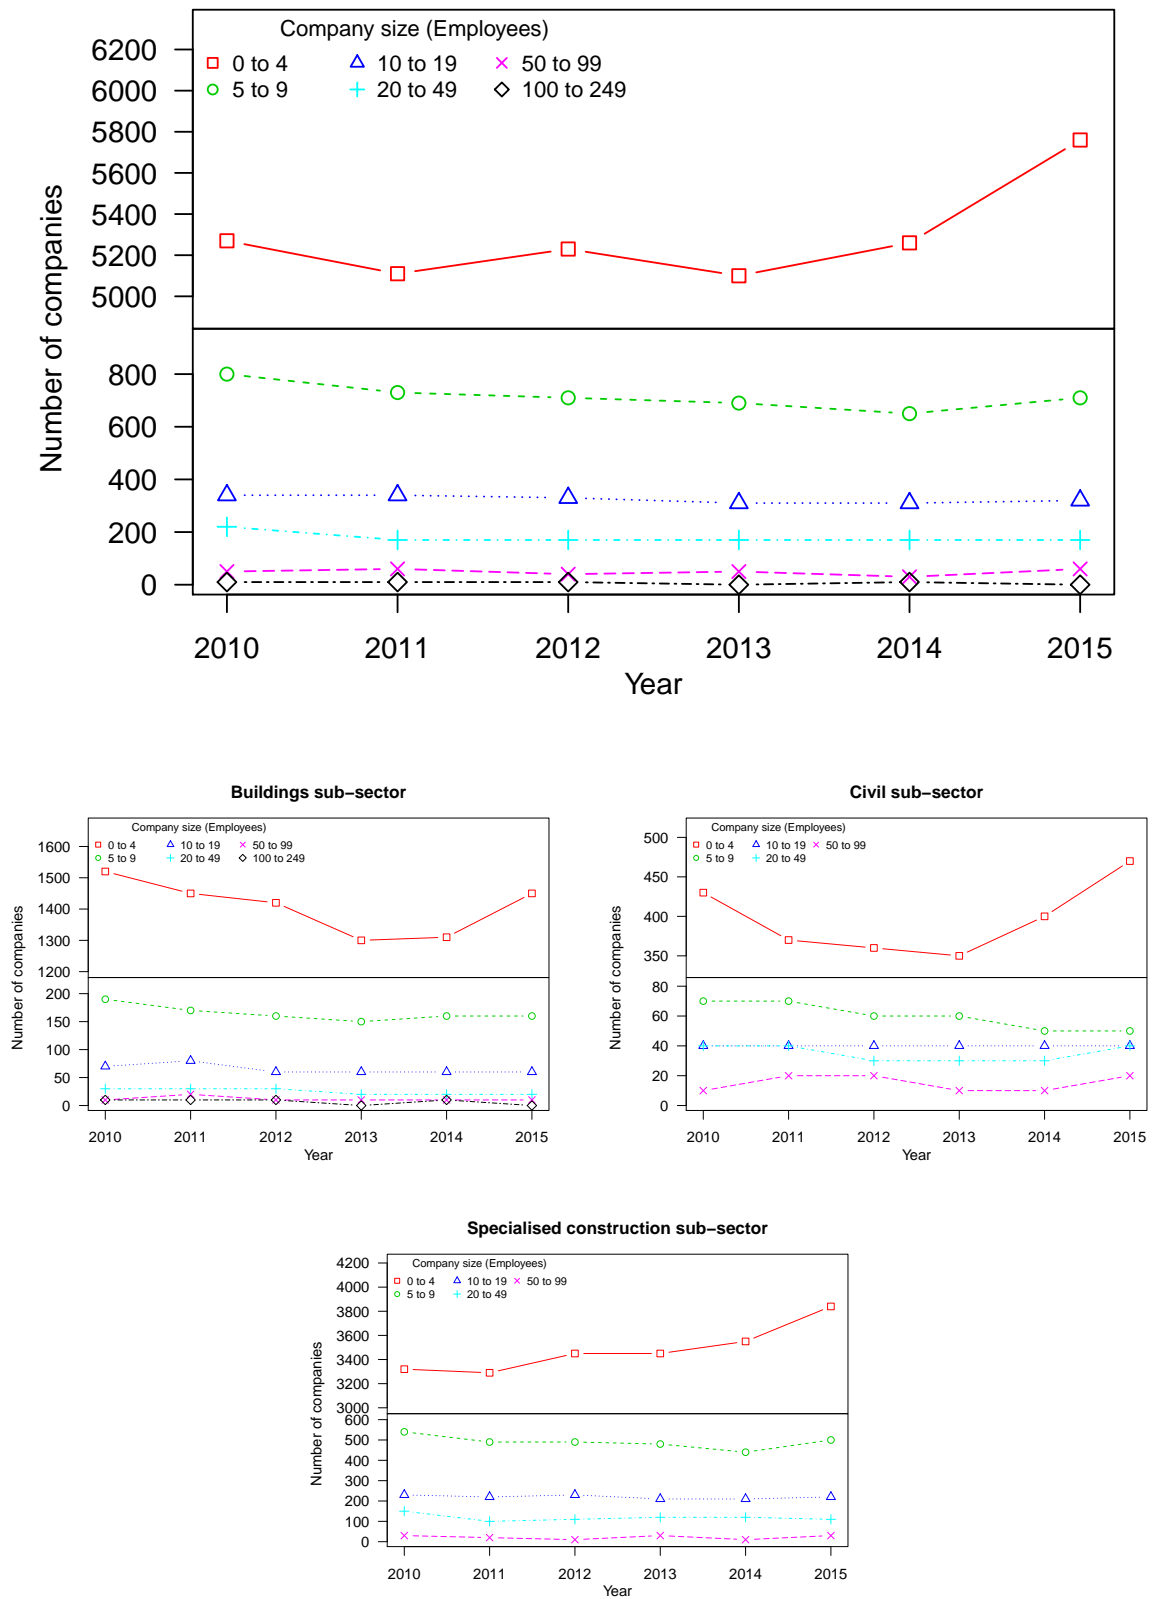 Company size (Employees)
0 to 4 10 to 19 50 to 99
5 to 9 20 to 49 100 to 249
Number of companies
6200
6000
5800
5600
5400
5200
5000
Number of companies
800
600
400
200
0
2010 2011 2012 2013 2014 2015
Year
Buildings sub−sector
Company size (Employees)
0 to 4 10 to 19 50 to 99
5 to 9 20 to 49 100 to 249
Number of companies
1600
1500
1400
1300
1200
Number of companies
200
150
100
50
0
2010 2011 2012 2013 2014 2015
Year
Civil sub−sector
Company size (Employees)
0 to 4 10 to 19 50 to 99
5 to 9 20 to 49
Number of companies
500
450
400
350
Number of companies
80
60
40
20
0
2010 2011 2012 2013 2014 2015
Year
Specialised construction sub−sector
Company size (Employees)
0 to 4 10 to 19 50 to 99
5 to 9 20 to 49
Number of companies
4200
4000
3800
3600
3400
3200
3000
600
500
400
300
200
100
0
2010 2011 2012 2013 2014 2015
Year